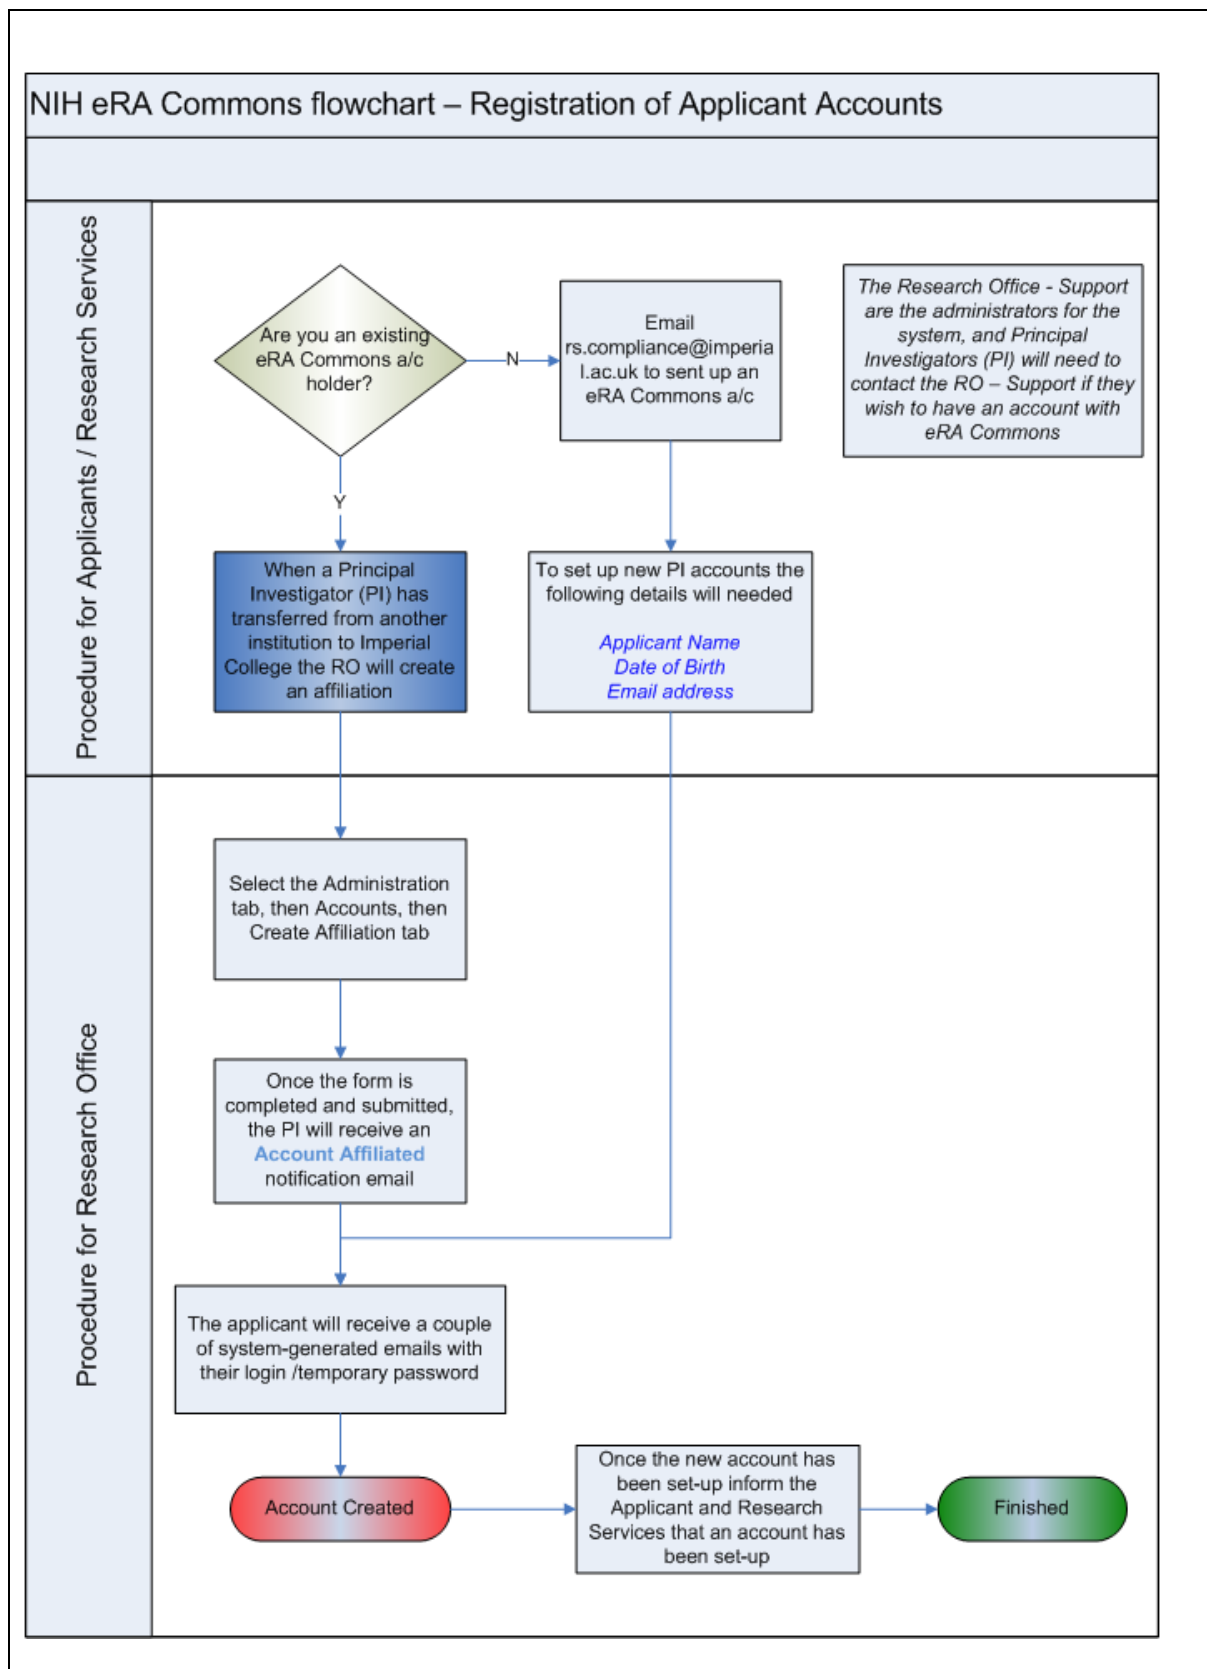 NIH eRA Commons flowchart – Registration of Applicant Accounts
Procedure for Applicants / Research Services
Are you an existing
eRA Commons a/c
holder?
N
Email
rs.compliance@imperia
l.ac.uk to sent up an
eRA Commons a/c
The Research Office - Support
are the administrators for the
system, and Principal
Investigators (PI) will need to
contact the RO – Support if they
wish to have an account with
eRA Commons
Y
When a Principal
Investigator (PI) has
transferred from another
institution to Imperial
College the RO will create
an affiliation
To set up new PI accounts the
following details will needed
Applicant Name
Date of Birth
Email address
Procedure for Research Office
Select the Administration
tab, then Accounts, then
Create Affiliation tab
Once the form is
completed and submitted,
the PI will receive an
Account Affiliated
notification email
The applicant will receive a couple
of system-generated emails with
their login /temporary password
Account Created
Once the new account has
been set-up inform the
Applicant and Research
Services that an account has
been set-up
Finished